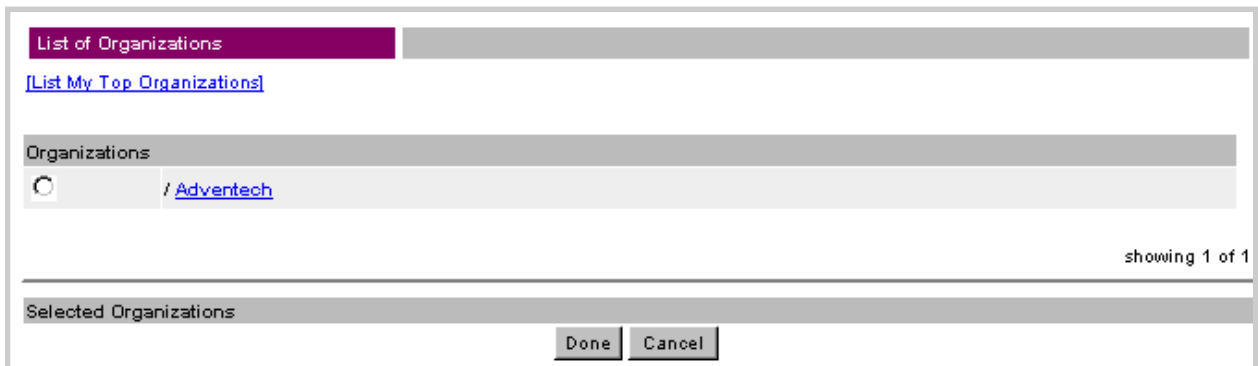 List of Organizations
[List My Top Organizations]
Organizations
/ Adventech
showing 1 of 1
Selected Organizations
Done Cancel